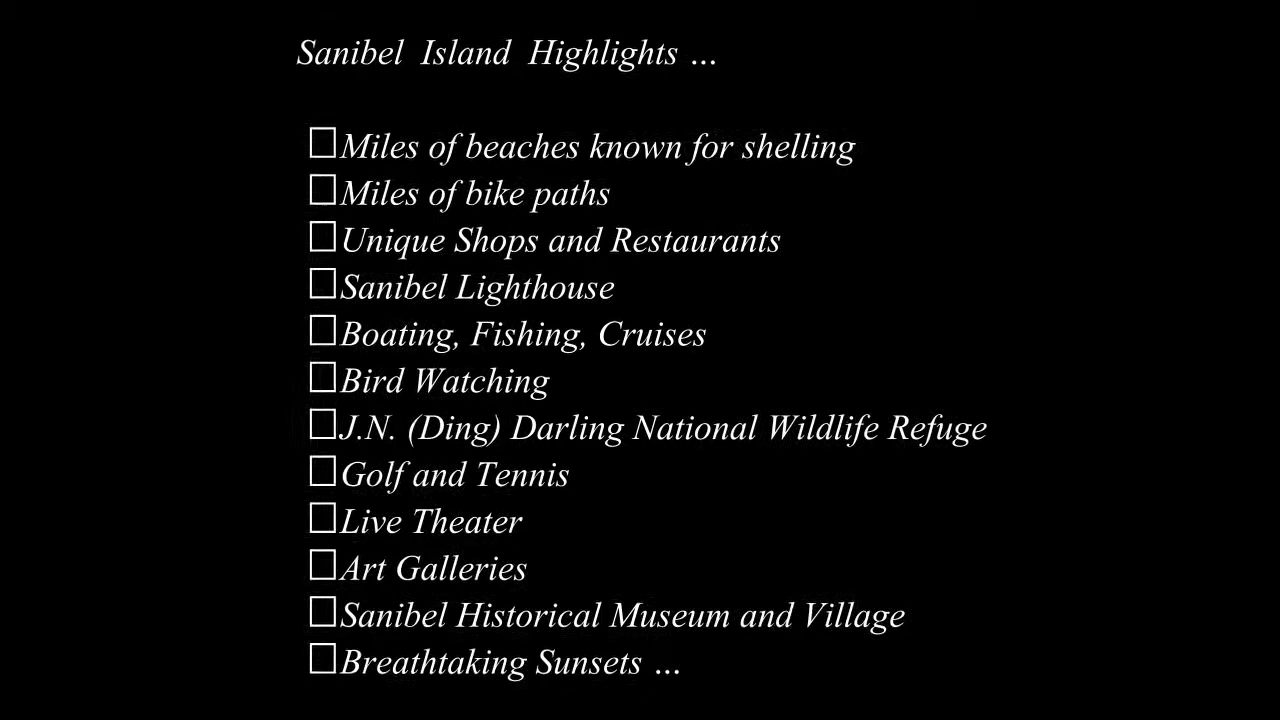 Sanibel Island Highlights ...
□Miles of beaches known for shelling
□Miles of bike paths
□Unique Shops and Restaurants
□Sanibel Lighthouse
□Boating, Fishing, Cruises
□Bird Watching
□J.N. (Ding) Darling National Wildlife Refuge
□Golf and Tennis
□Live Theater
□Art Galleries
□Sanibel Historical Museum and Village
□Breathtaking Sunsets ...